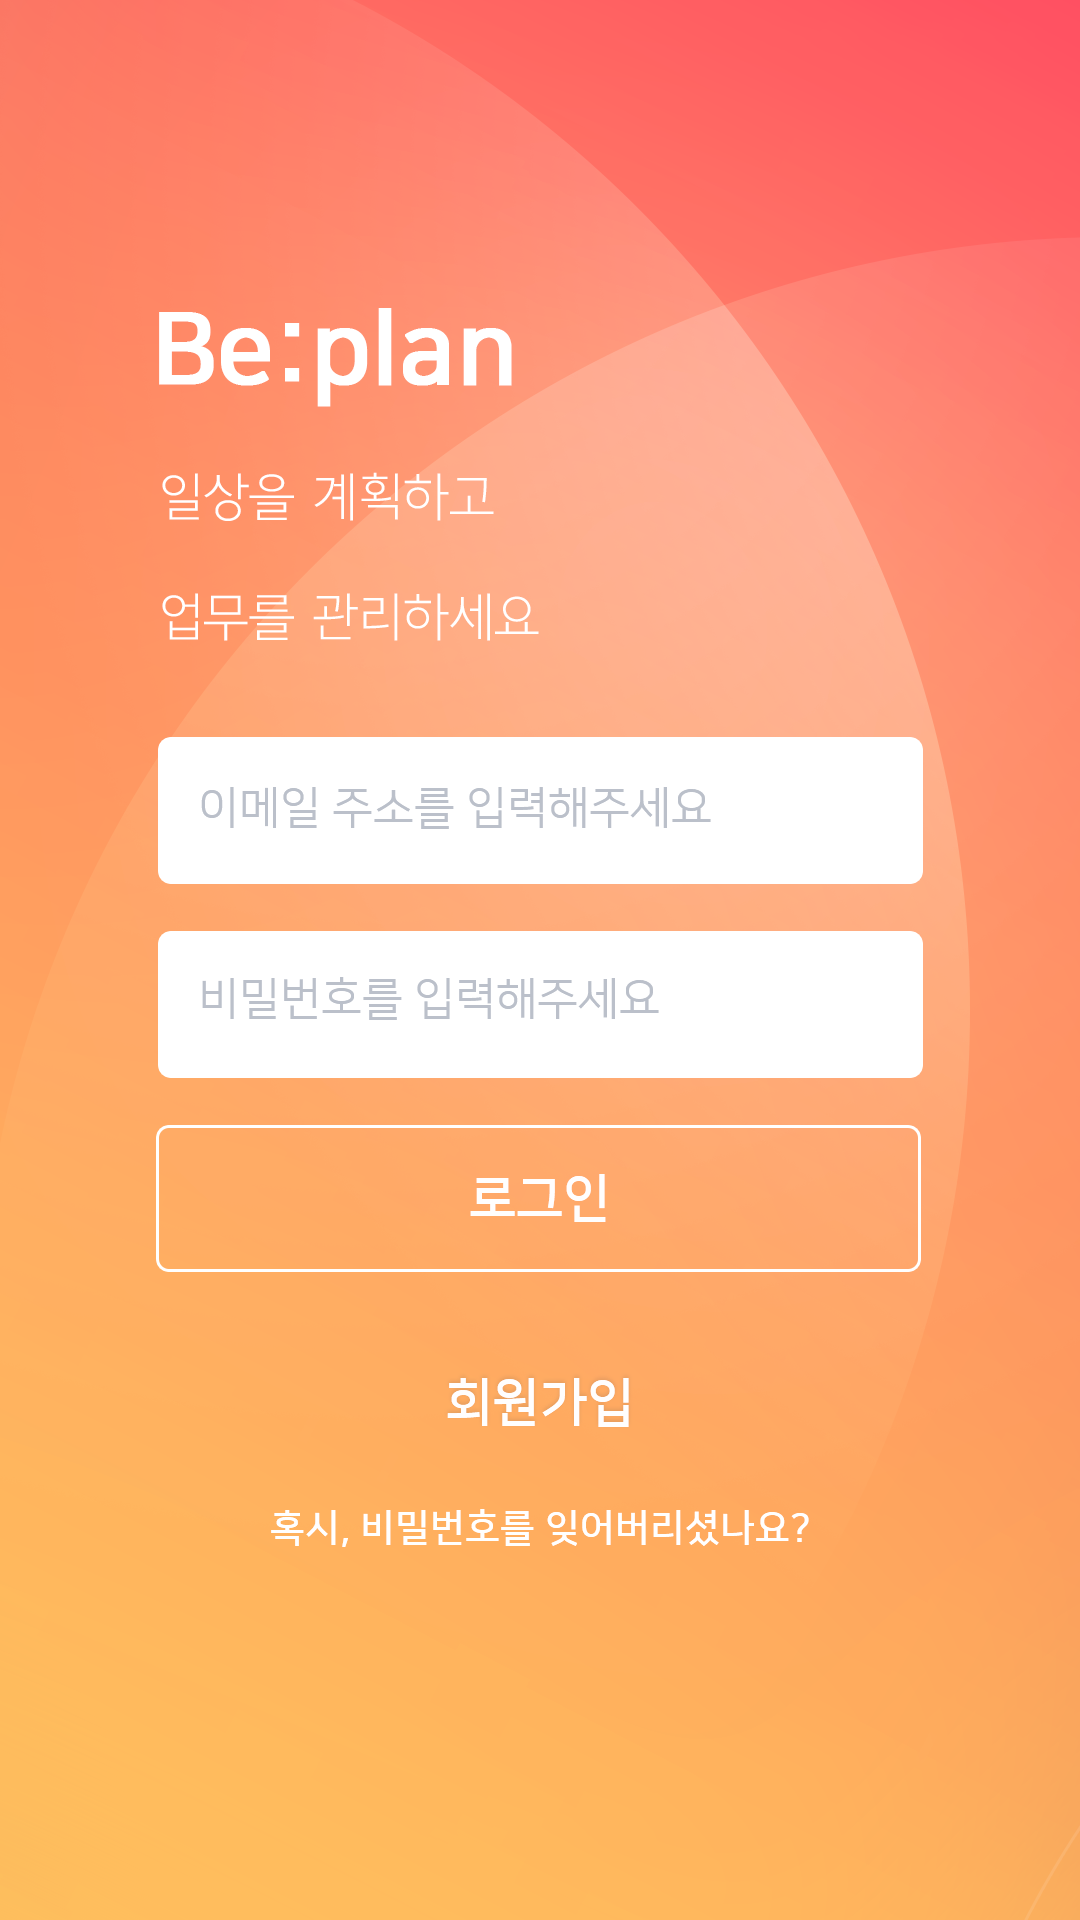 Be:plan
일상을 계획하고
업무를 관리하세요
이메일 주소를 입력해주세요
비밀번호를 입력해주세요
로그인
회원가입
혹시, 비밀번호를 잊어버리셨나요?